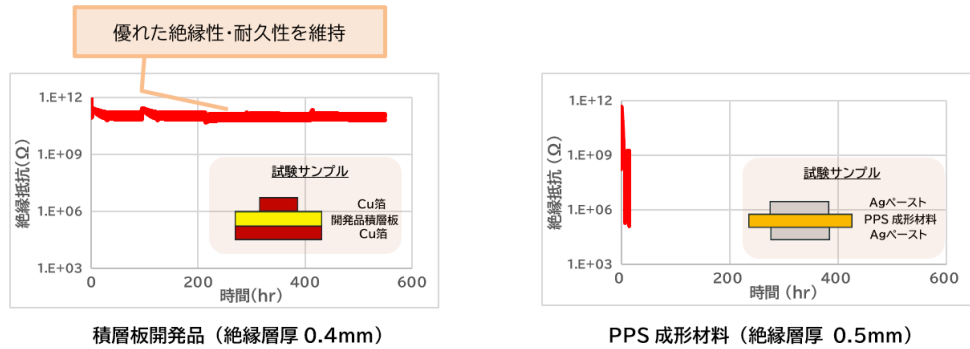 優れた絶縁性・耐久性を維持
1.E+12
1.E+09
1.E+06
1.E+03
絶縁抵抗(Ω)
試験サンプル
Cu箔
開発品積層板
Cu箔
0 200 400 600
時間(hr)
積層板開発品（絶縁層厚 0.4mm）
1.E+12
1.E+09
1.E+06
1.E+03
絶縁抵抗 (Ω)
試験サンプル
Agペースト
PPS 成形材料
Agペースト
0 200 400 600
時間 (hr)
PPS 成形材料（絶縁層厚 0.5mm）